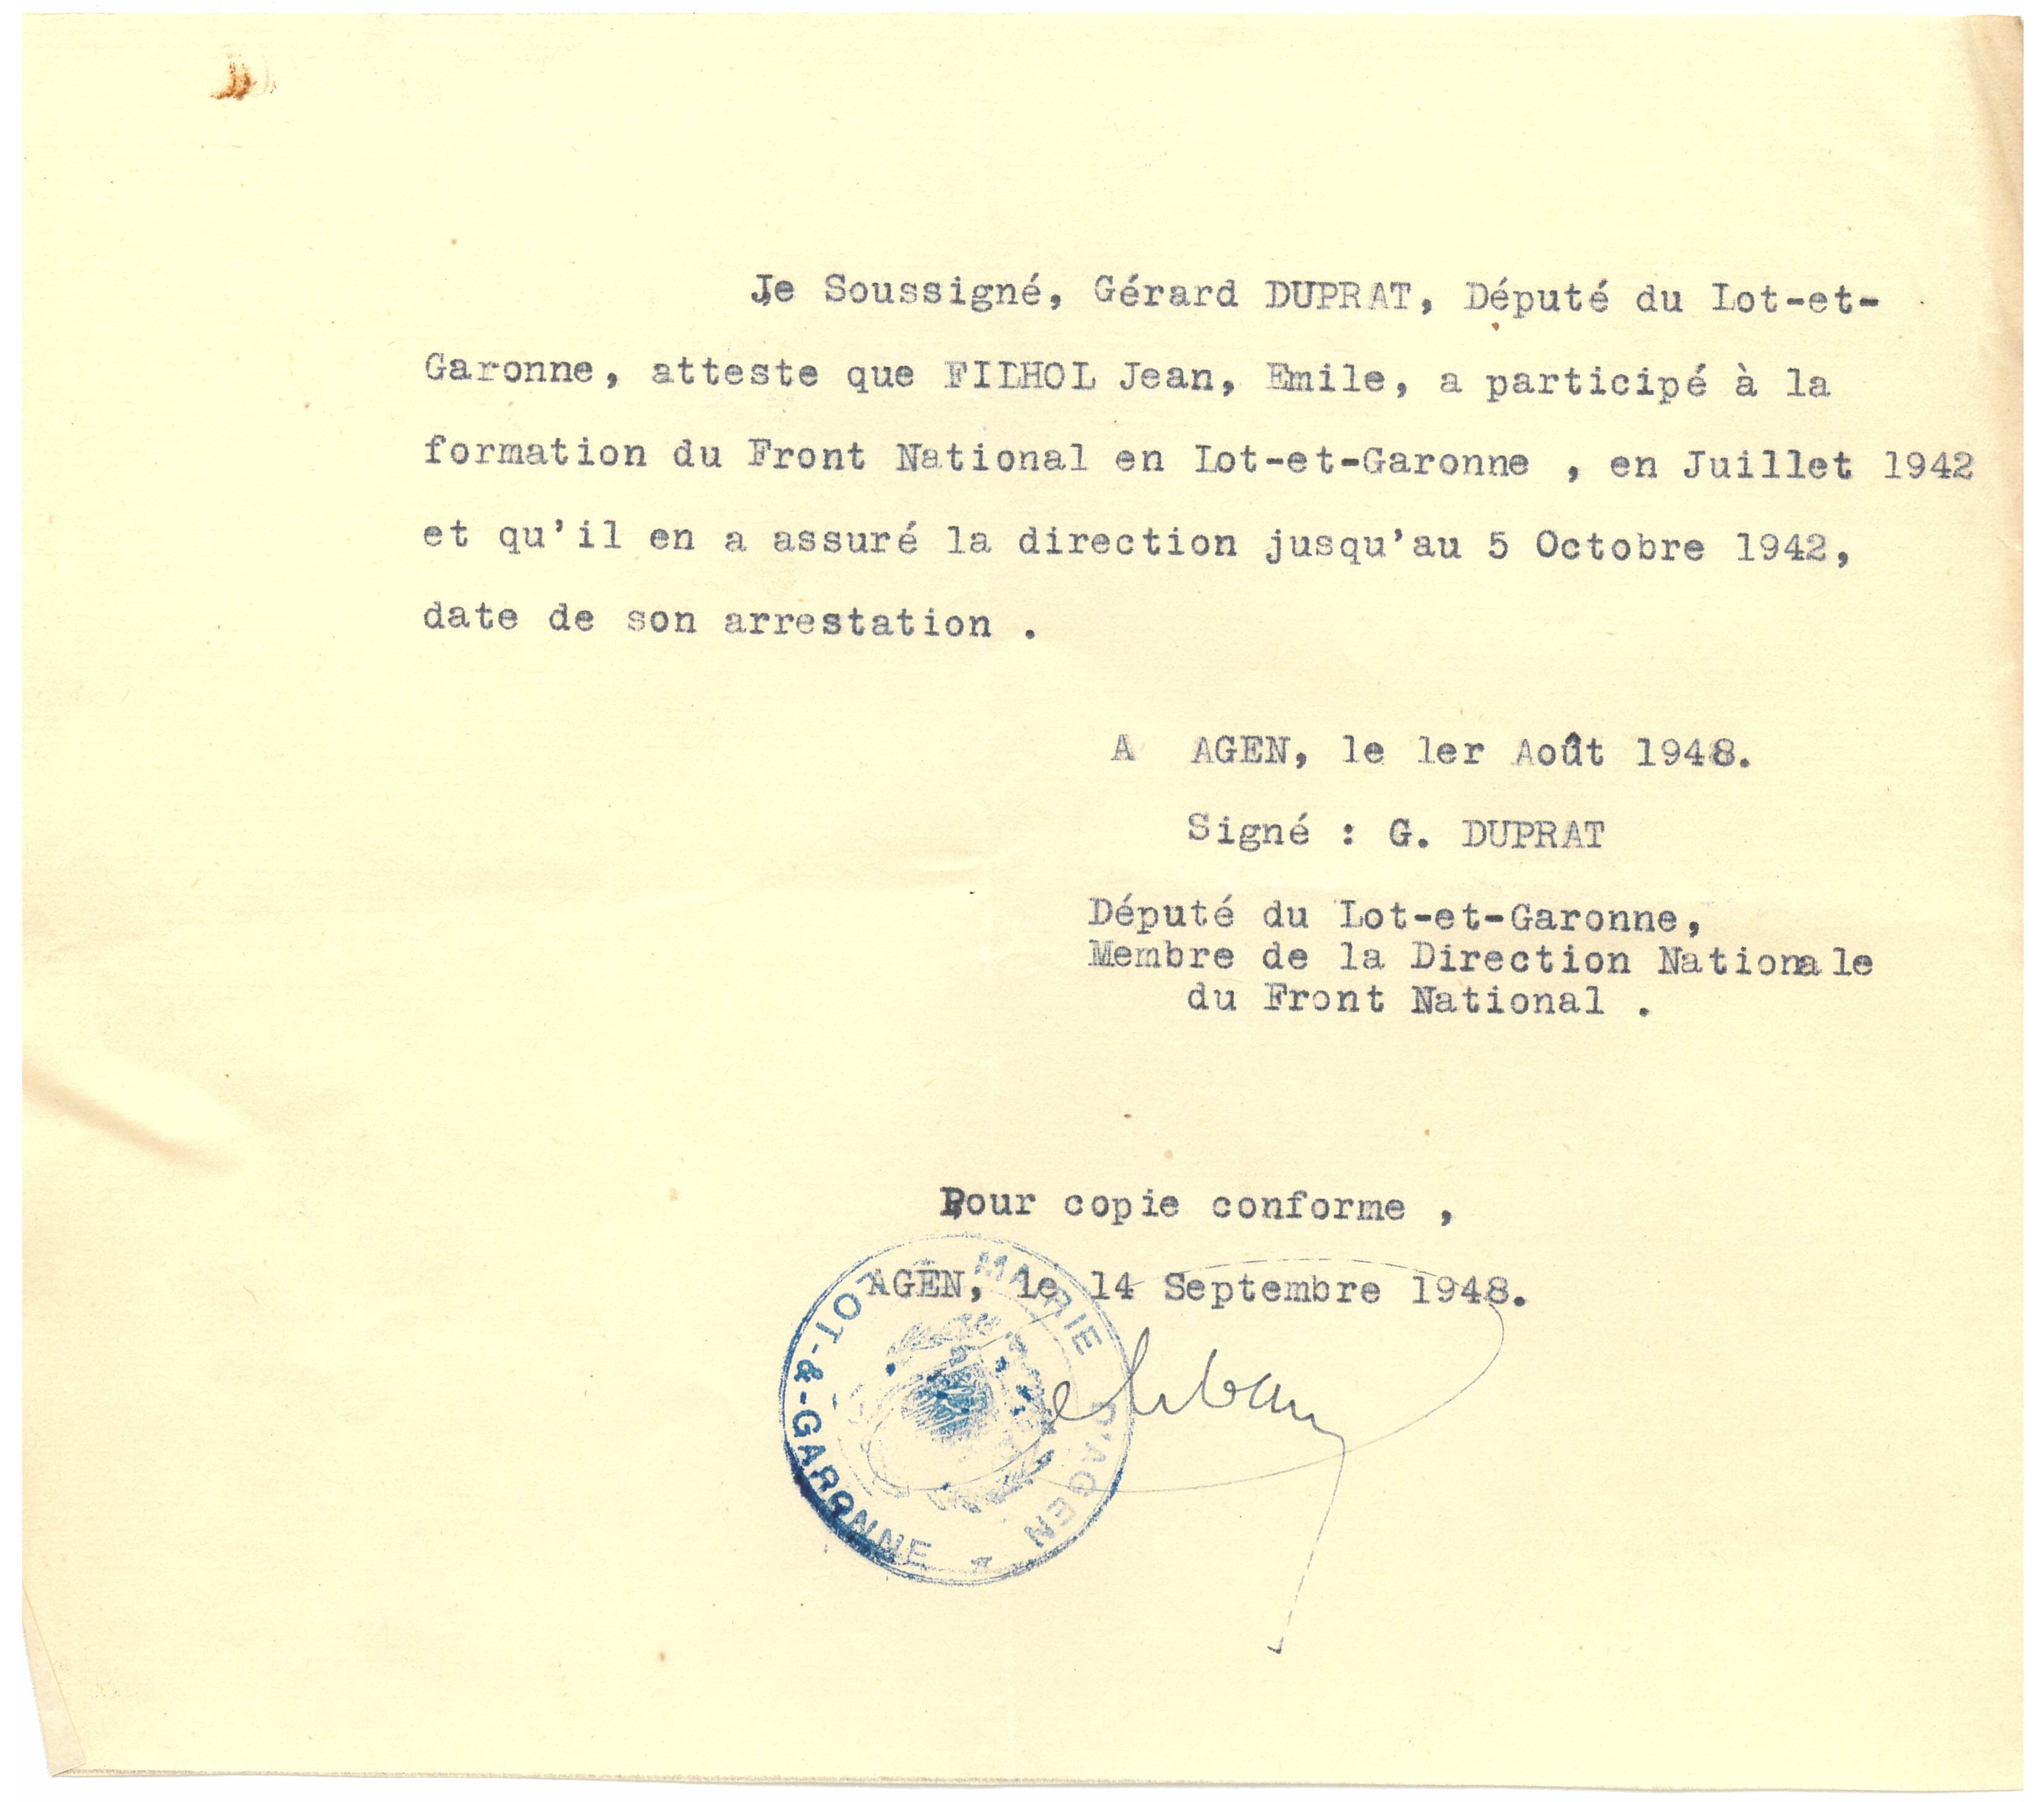 Je Soussigné, Gérard DUPRAT, Député du Lot-et-
Garonne, atteste que FILHOL Jean, Emile, a participé à la
formation du Front National en Lot-et-Garonne , en Juillet 1942
et qu'il en a assuré la direction jusqu'au 5 Octobre 1942,
date de son arrestation .
A AGEN, le 1er Août 1948.
Signé : G. DUPRAT
Député du Lot-et-Garonne,
Membre de la Direction Nationale
du Front National .
Pour copie conforme ,
AGEN, le 14 Septembre 1948.
MAIRIE D'AGEN
LOT-&-GARONNE